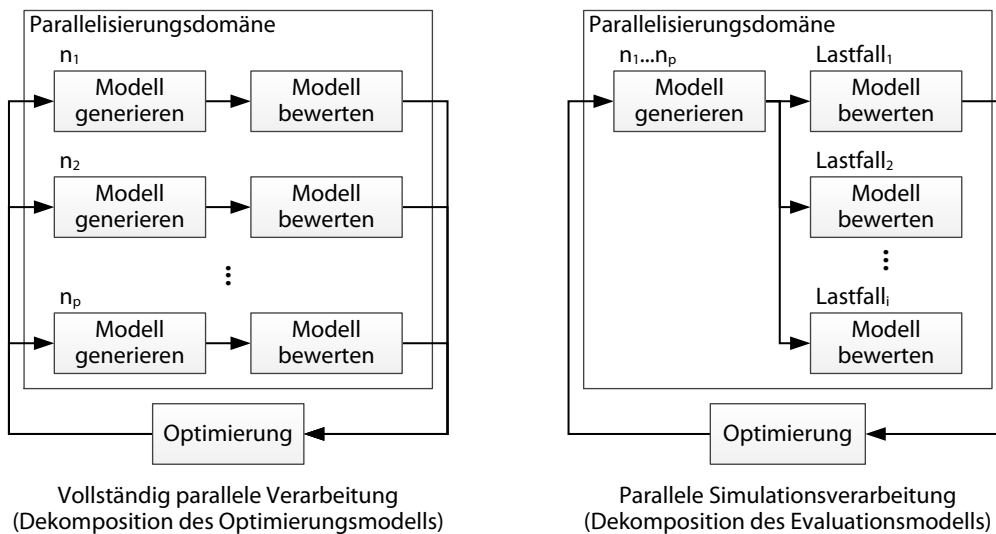 Parallelisierungsdomäne
n₁
Modell
generieren
Modell
bewerten
n₂
Modell
generieren
Modell
bewerten
nₚ
Modell
generieren
Modell
bewerten
Optimierung
Vollständig parallele Verarbeitung
(Dekomposition des Optimierungsmodells)
Parallelisierungsdomäne
n₁...nₚ
Modell
generieren
Lastfall₁
Modell
bewerten
Lastfall₂
Modell
bewerten
Lastfallᵢ
Modell
bewerten
Optimierung
Parallele Simulationsverarbeitung
(Dekomposition des Evaluationsmodells)